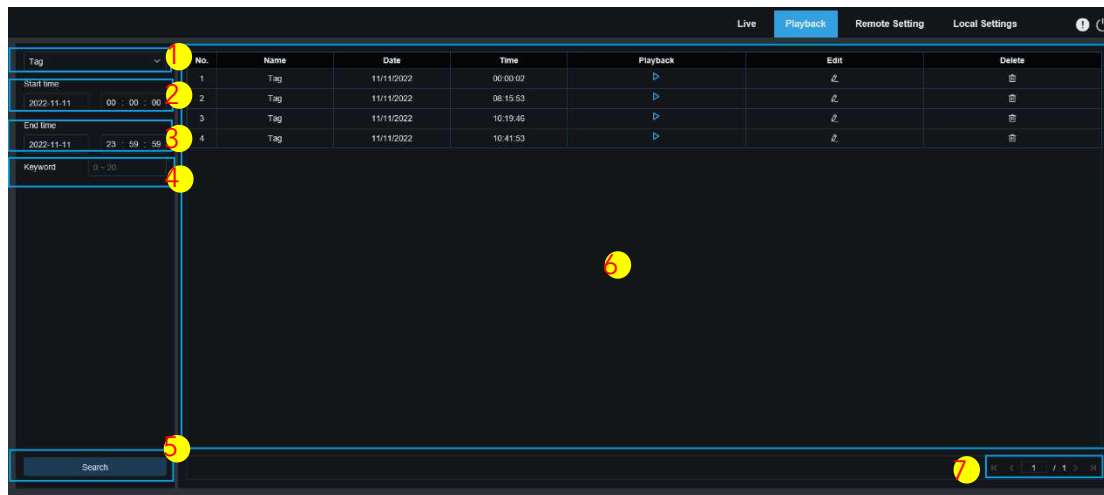 Live Playback Remote Setting Local Settings
Tag 1
Start time
2022-11-11 00 : 00 : 00 2
End time
2022-11-11 23 : 59 : 59 3
Keyword 0 ~ 20 4
Search 5
No. Name Date Time Playback Edit Delete
1 Tag 11/11/2022 00:00:02
2 Tag 11/11/2022 08:15:53
3 Tag 11/11/2022 10:19:46
4 Tag 11/11/2022 10:41:53
6
7 1 / 1